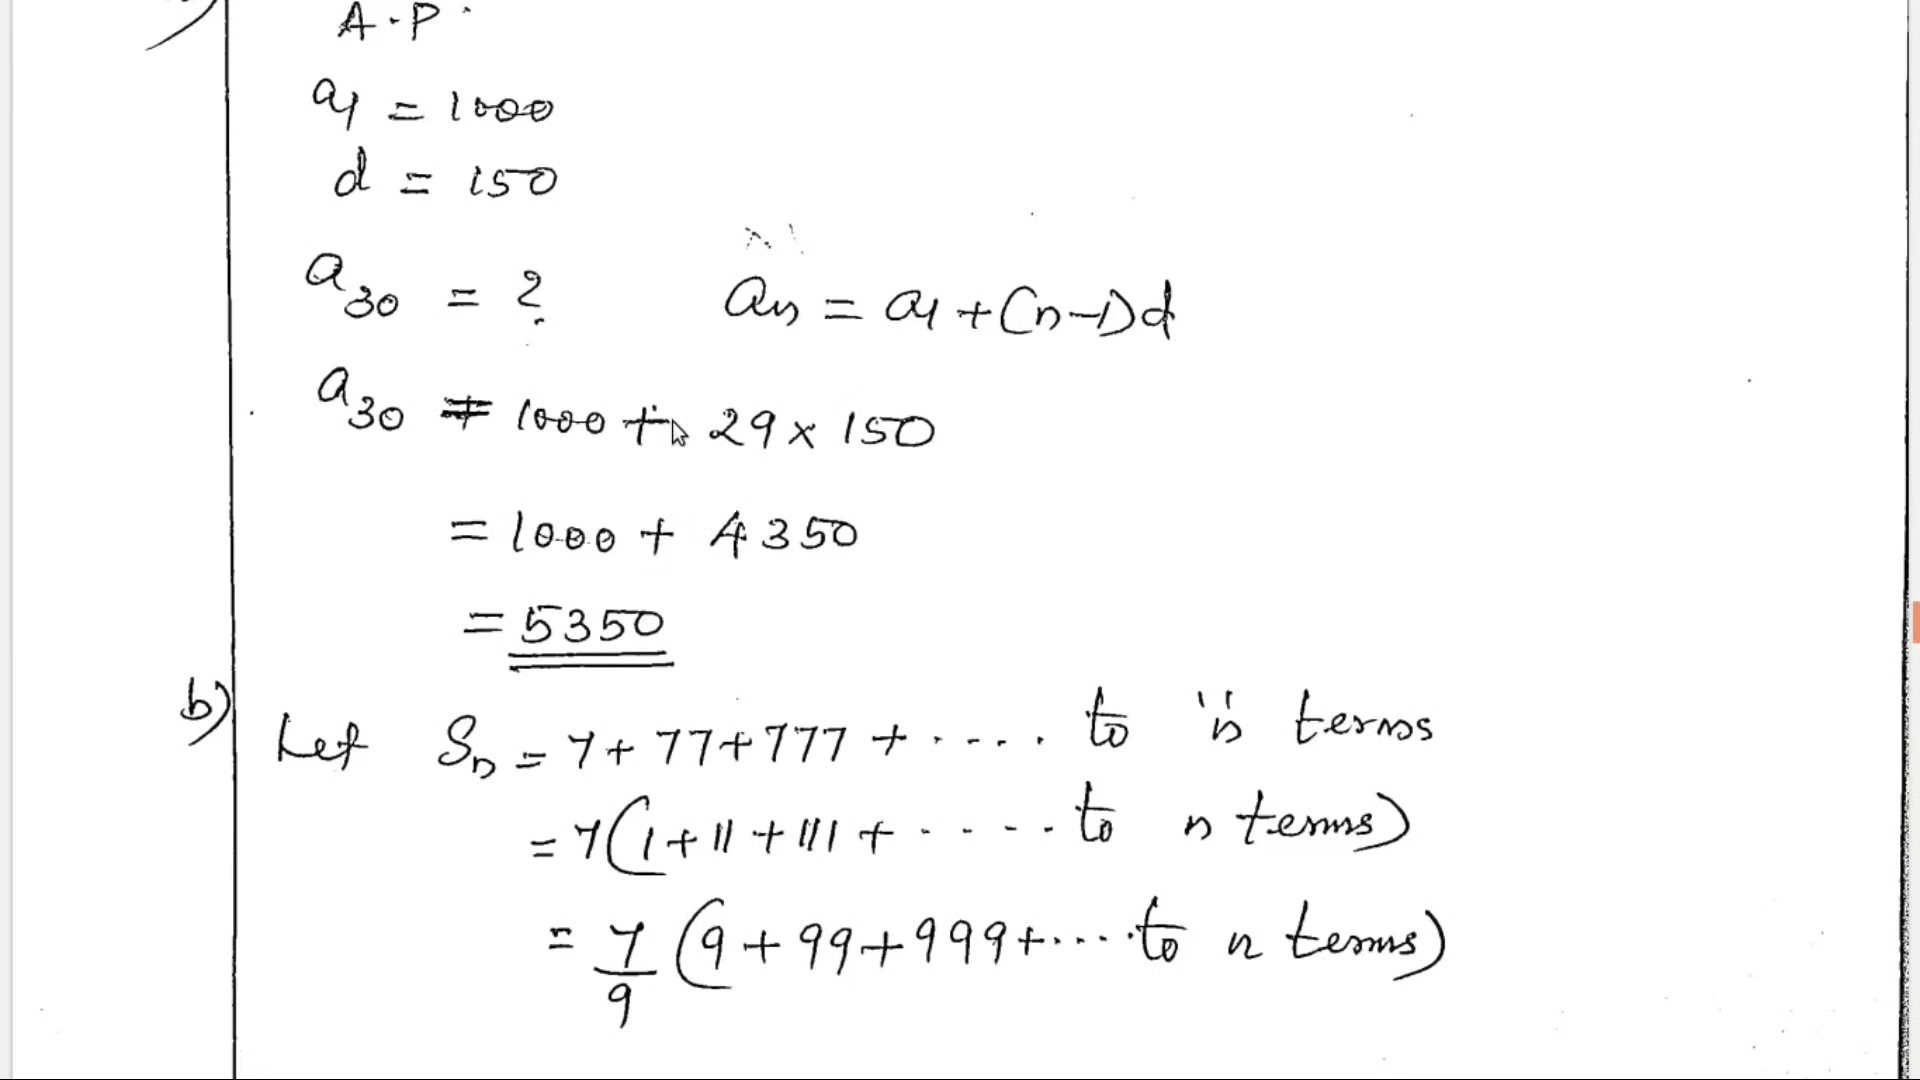 A.P.
a1 = 1000
d = 150
a30 = ?
an = a1 + (n-1)d
a30 = 1000 + 29 x 150
= 1000 + 4350
= 5350
b)
Let Sn = 7 + 77 + 777 + .... to 'n' terms
= 7(1 + 11 + 111 + ..... to n terms)
= 7/9 (9 + 99 + 999 + .... to n terms)